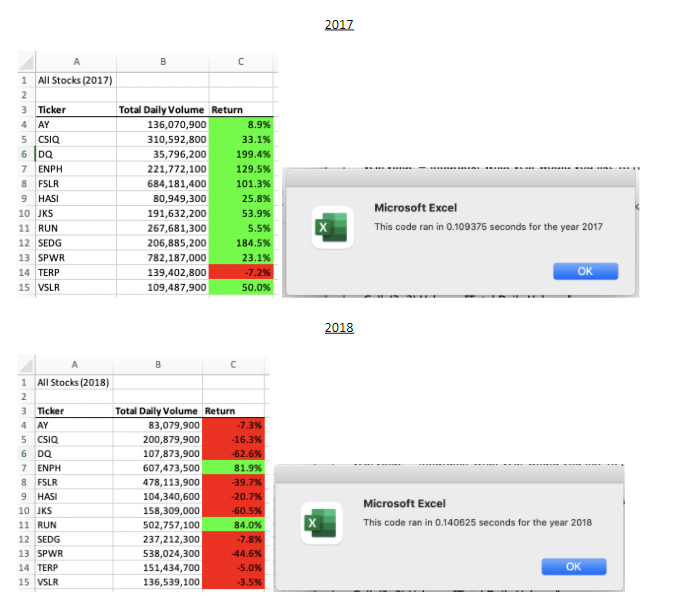 2017
A B C
1 All Stocks (2017)
2
3 Ticker Total Daily Volume Return
4 AY 136,070,900 8.9%
5 CSIQ 310,592,800 33.1%
6 DQ 35,796,200 199.4%
7 ENPH 221,772,100 129.5%
8 FSLR 684,181,400 101.3%
9 HASI 80,949,300 25.8%
10 JKS 191,632,200 53.9%
11 RUN 267,681,300 5.5%
12 SEDG 206,885,200 184.5%
13 SPWR 782,187,000 23.1%
14 TERP 139,402,800 -7.2%
15 VSLR 109,487,900 50.0%
Microsoft Excel
This code ran in 0.109375 seconds for the year 2017
OK
2018
A B C
1 All Stocks (2018)
2
3 Ticker Total Daily Volume Return
4 AY 83,079,900 -7.3%
5 CSIQ 200,879,900 -16.3%
6 DQ 107,873,900 -62.6%
7 ENPH 607,473,500 81.9%
8 FSLR 478,113,900 -39.7%
9 HASI 104,340,600 -20.7%
10 JKS 158,309,000 -60.5%
11 RUN 502,757,100 84.0%
12 SEDG 237,212,300 -7.8%
13 SPWR 538,024,300 -44.6%
14 TERP 151,434,700 -5.0%
15 VSLR 136,539,100 -3.5%
Microsoft Excel
This code ran in 0.140625 seconds for the year 2018
OK